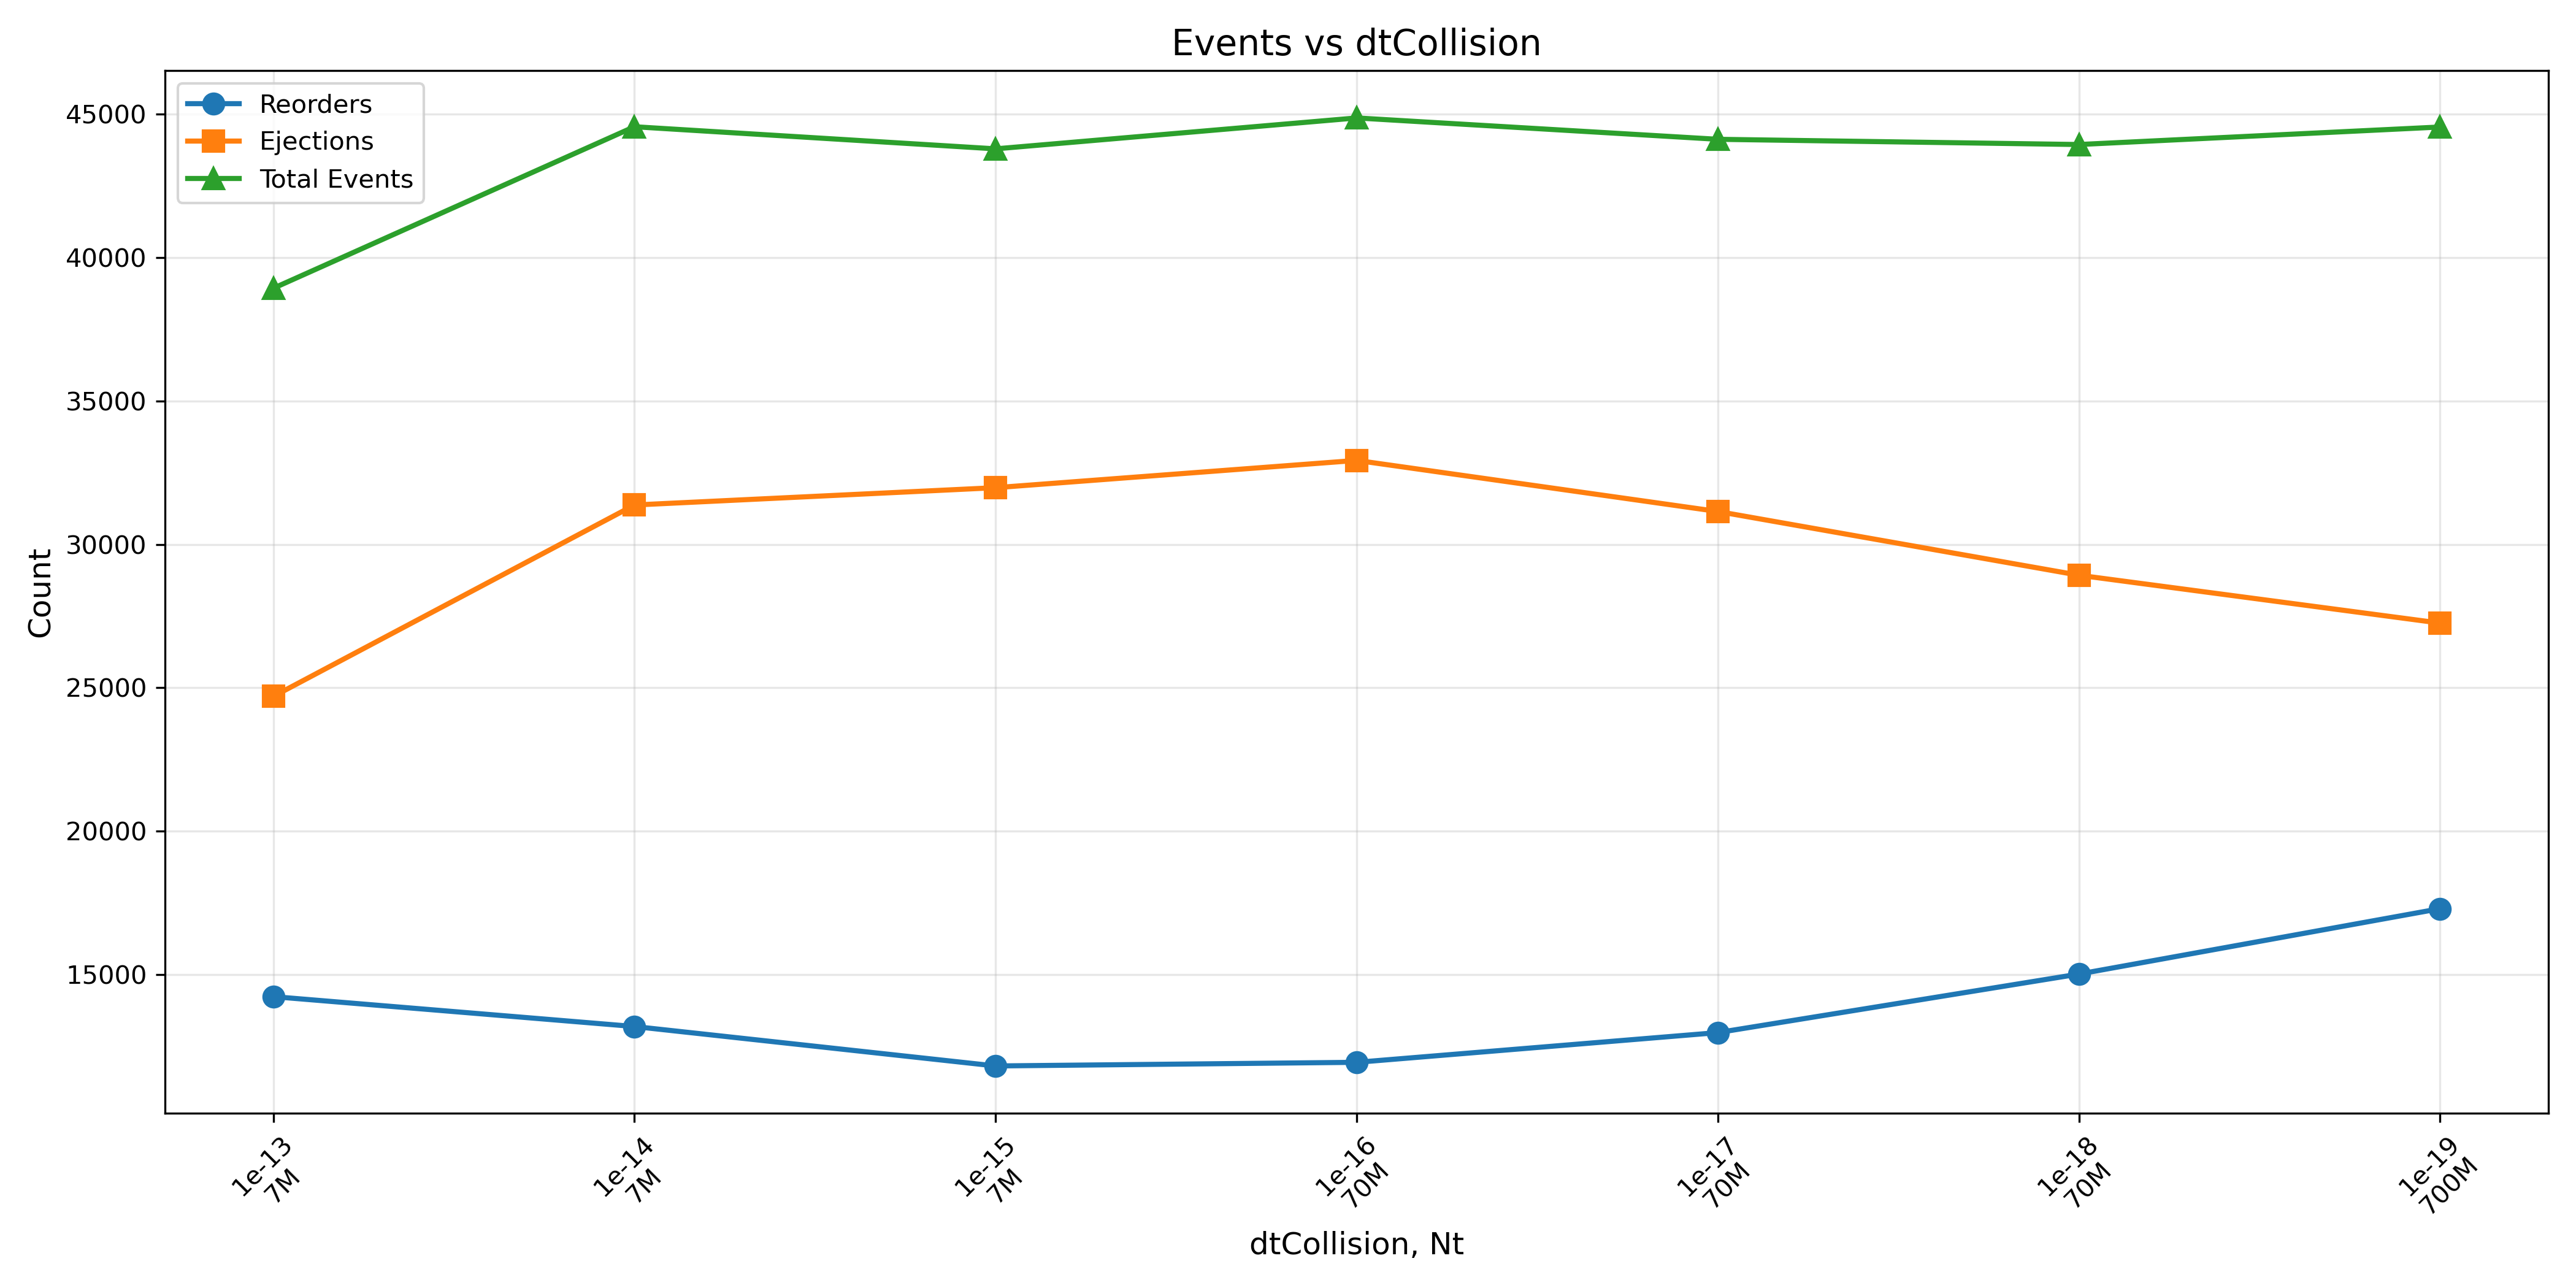 Events vs dtCollision
Reorders
Ejections
Total Events
45000
40000
35000
30000
25000
20000
15000
Count
1e-13
7M
1e-14
7M
1e-15
7M
1e-16
70M
1e-17
70M
1e-18
70M
1e-19
700M
dtCollision, Nt